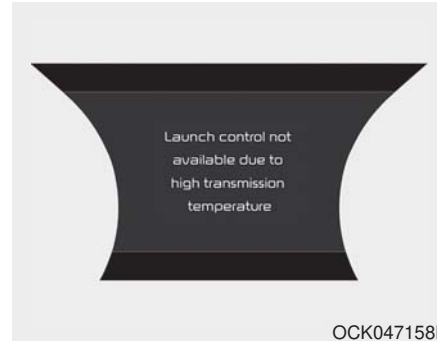 Launch control not
available due to
high transmission
temperature
OCK047158